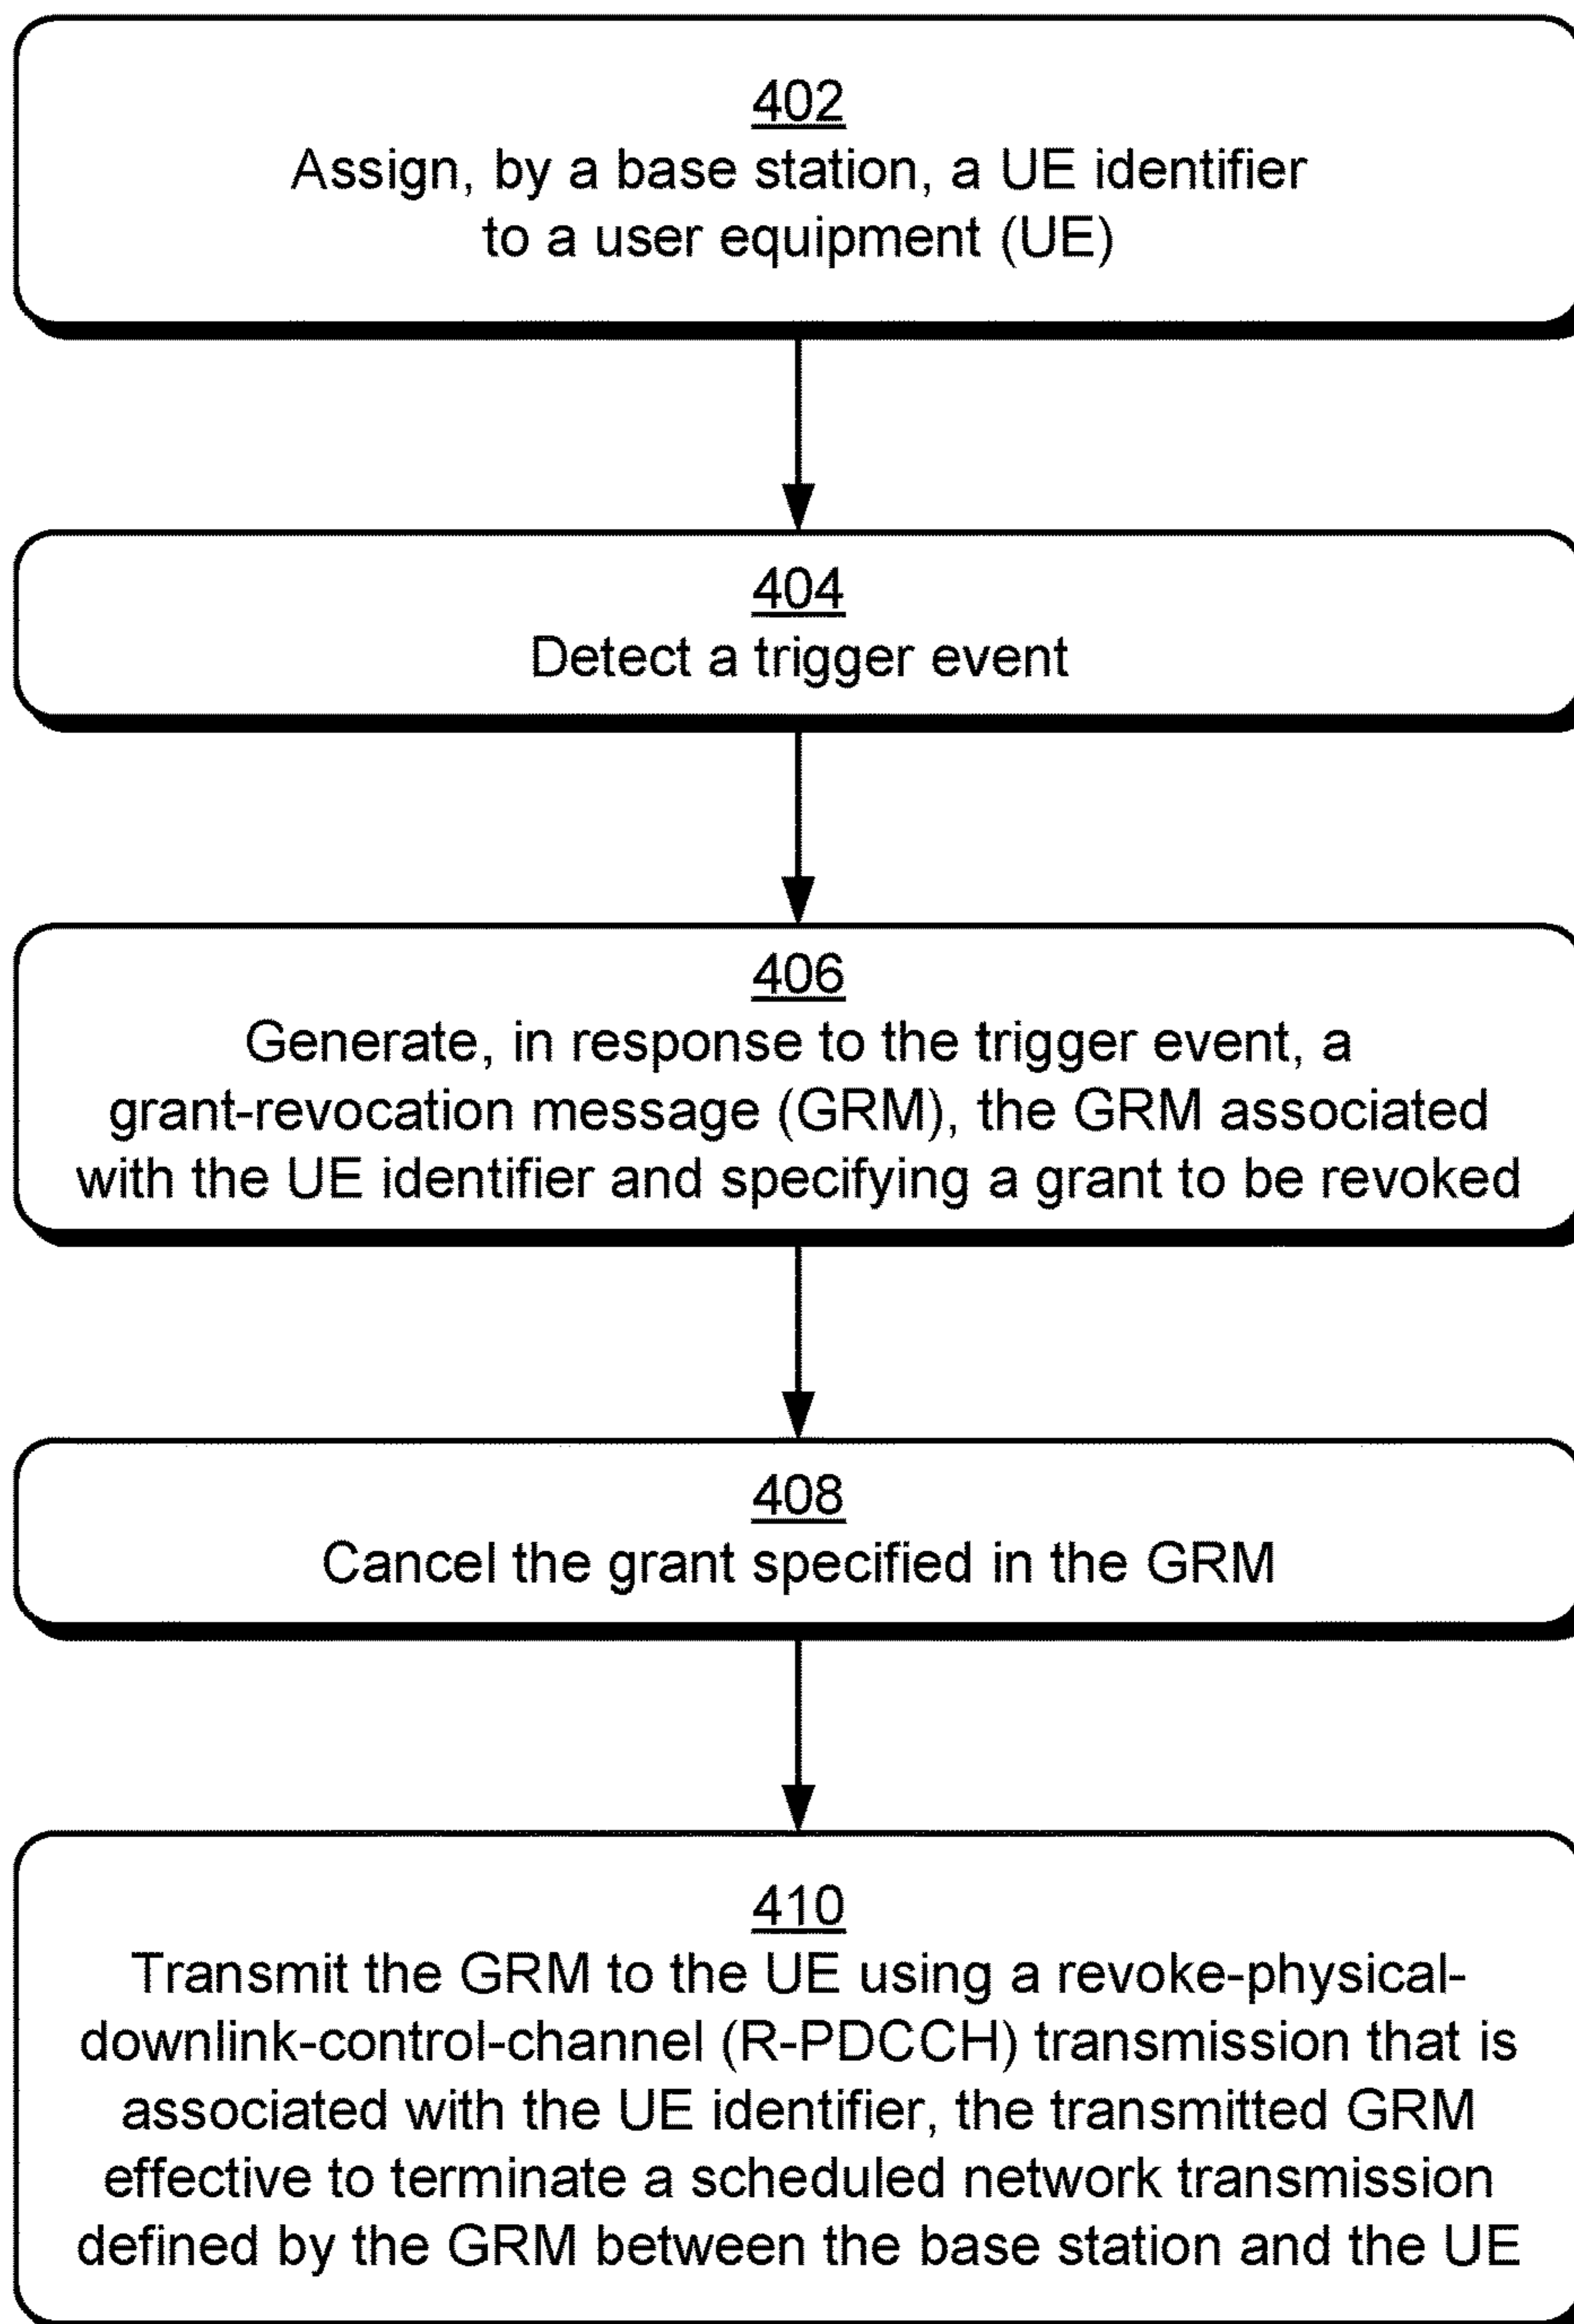 402
Assign, by a base station, a UE identifier
to a user equipment (UE)
404
Detect a trigger event
406
Generate, in response to the trigger event, a
grant-revocation message (GRM), the GRM associated
with the UE identifier and specifying a grant to be revoked
408
Cancel the grant specified in the GRM
410
Transmit the GRM to the UE using a revoke-physical-
downlink-control-channel (R-PDCCH) transmission that is
associated with the UE identifier, the transmitted GRM
effective to terminate a scheduled network transmission
defined by the GRM between the base station and the UE